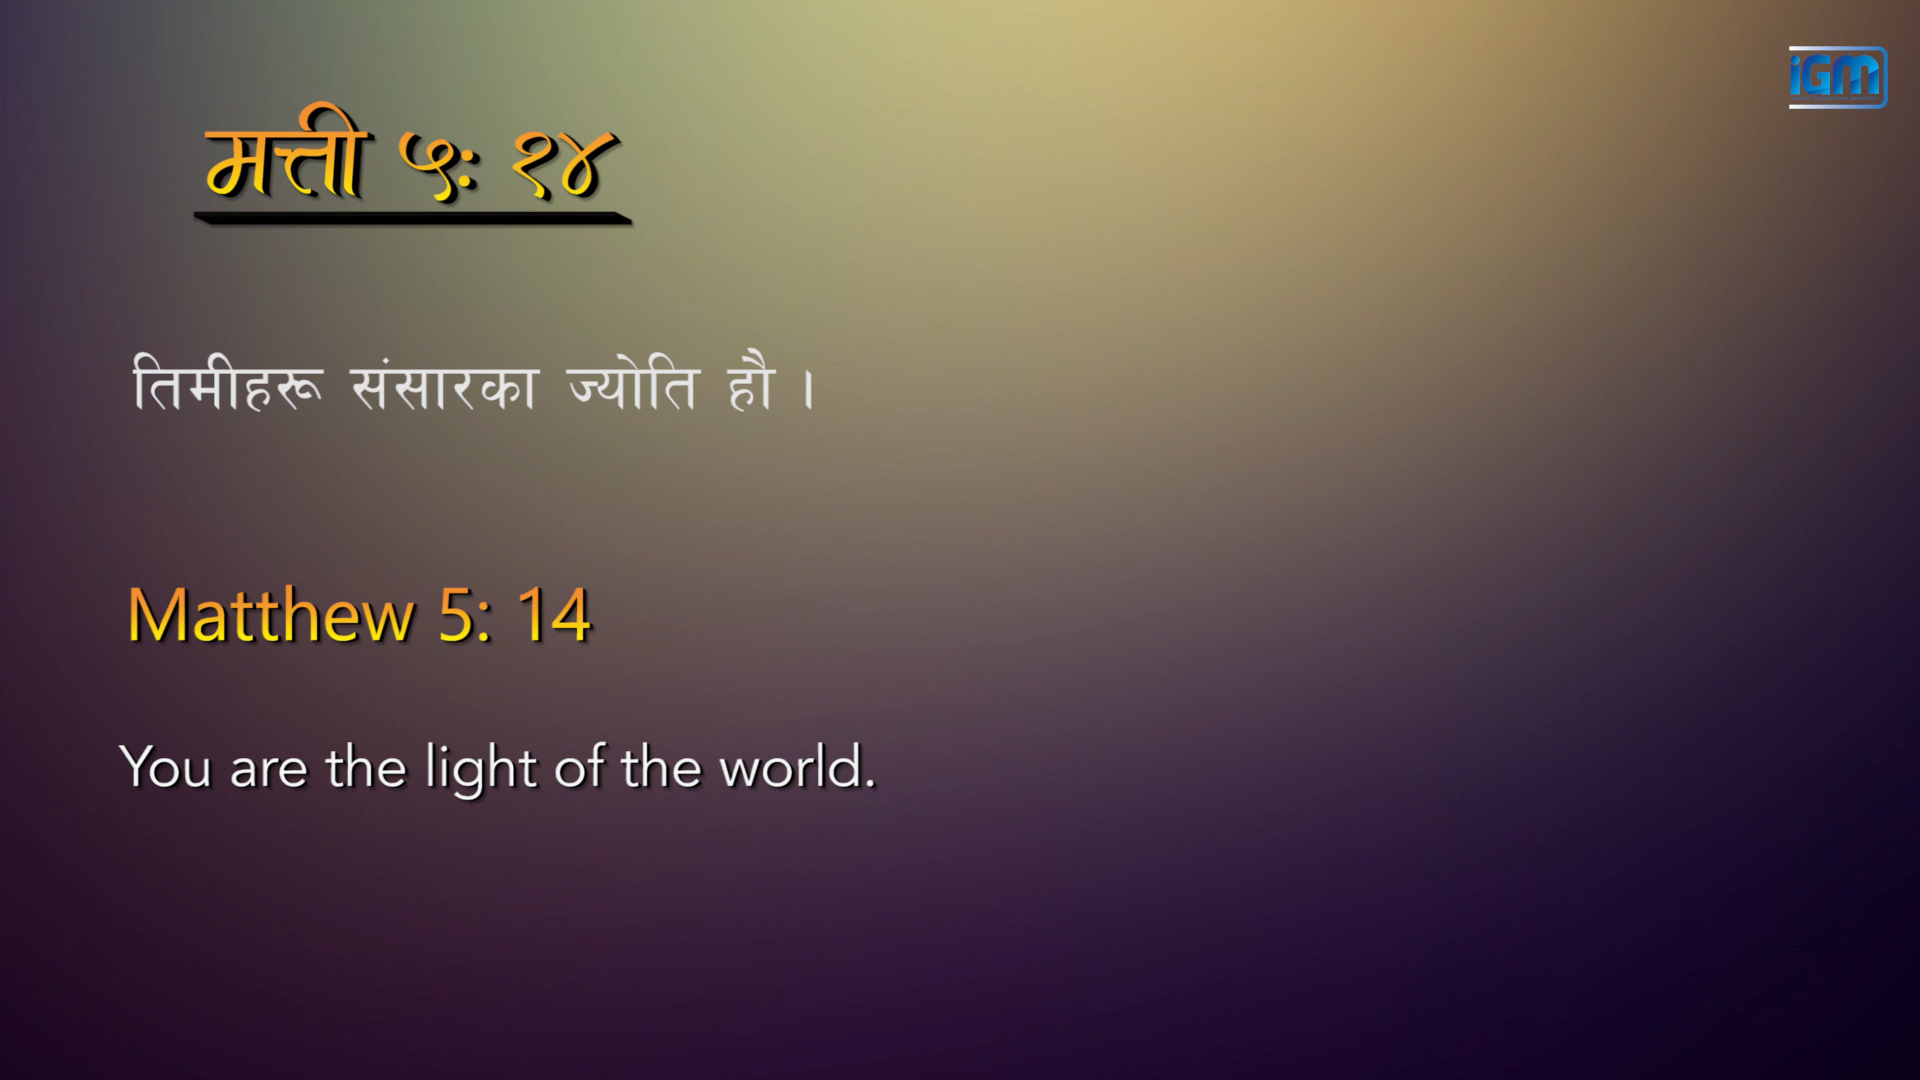 iGM
मत्ती ५: १४
तिमीहरू संसारका ज्योति हौ ।
Matthew 5: 14
You are the light of the world.